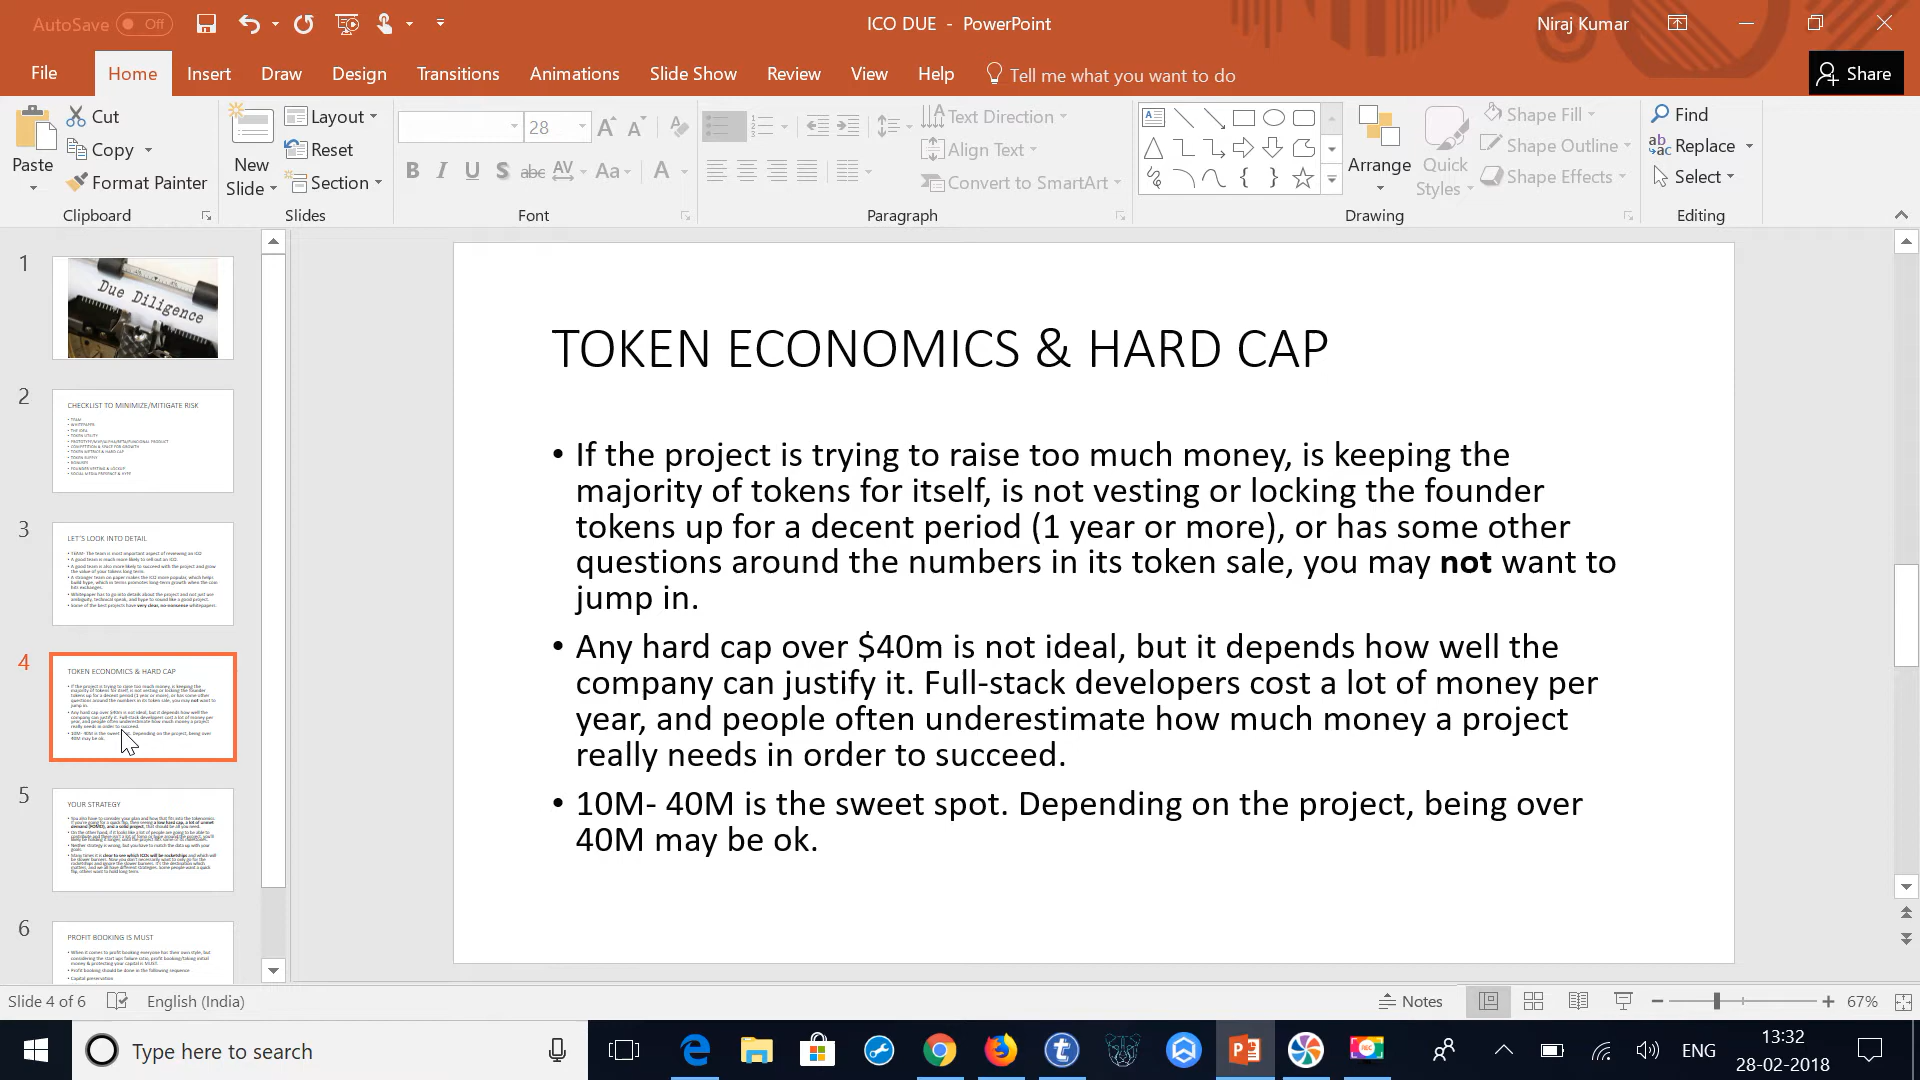 AutoSave Off
ICO DUE - PowerPoint
Niraj Kumar
File Home Insert Draw Design Transitions Animations Slide Show Review View Help Tell me what you want to do
Share
Paste
Cut
Copy
Format Painter
Clipboard
New Slide
Layout
Reset
Section
Slides
28
Font
Text Direction
Align Text
Convert to SmartArt
Paragraph
Arrange
Quick Styles
Shape Fill
Shape Outline
Shape Effects
Drawing
Find
Replace
Select
Editing
1
Due Diligence
2
CHECKLIST TO MINIMIZE/MITIGATE RISK
3
LET'S LOOK INTO DETAIL
4
TOKEN ECONOMICS & HARD CAP
5
YOUR STRATEGY
6
PROFIT BOOKING IS MUST
TOKEN ECONOMICS & HARD CAP
• If the project is trying to raise too much money, is keeping the
majority of tokens for itself, is not vesting or locking the founder
tokens up for a decent period (1 year or more), or has some other
questions around the numbers in its token sale, you may not want to
jump in.
• Any hard cap over $40m is not ideal, but it depends how well the
company can justify it. Full-stack developers cost a lot of money per
year, and people often underestimate how much money a project
really needs in order to succeed.
• 10M- 40M is the sweet spot. Depending on the project, being over
40M may be ok.
Slide 4 of 6
English (India)
Notes
67%
Type here to search
ENG
13:32
28-02-2018